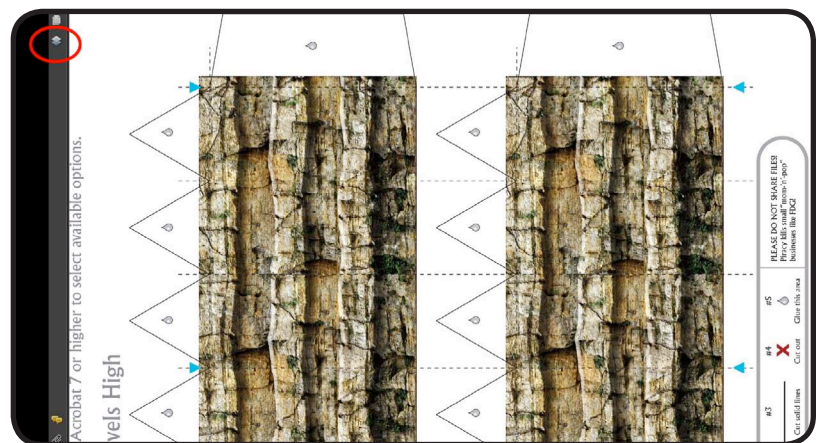 Acrobat 7 or higher to select available options.
vels High
PLEASE DO NOT SHARE FILES!
Piracy kills small "mom-'n'-pop"
businesses like FDG!
#3
Cut solid lines
#4
Cut out
#5
Glue this area